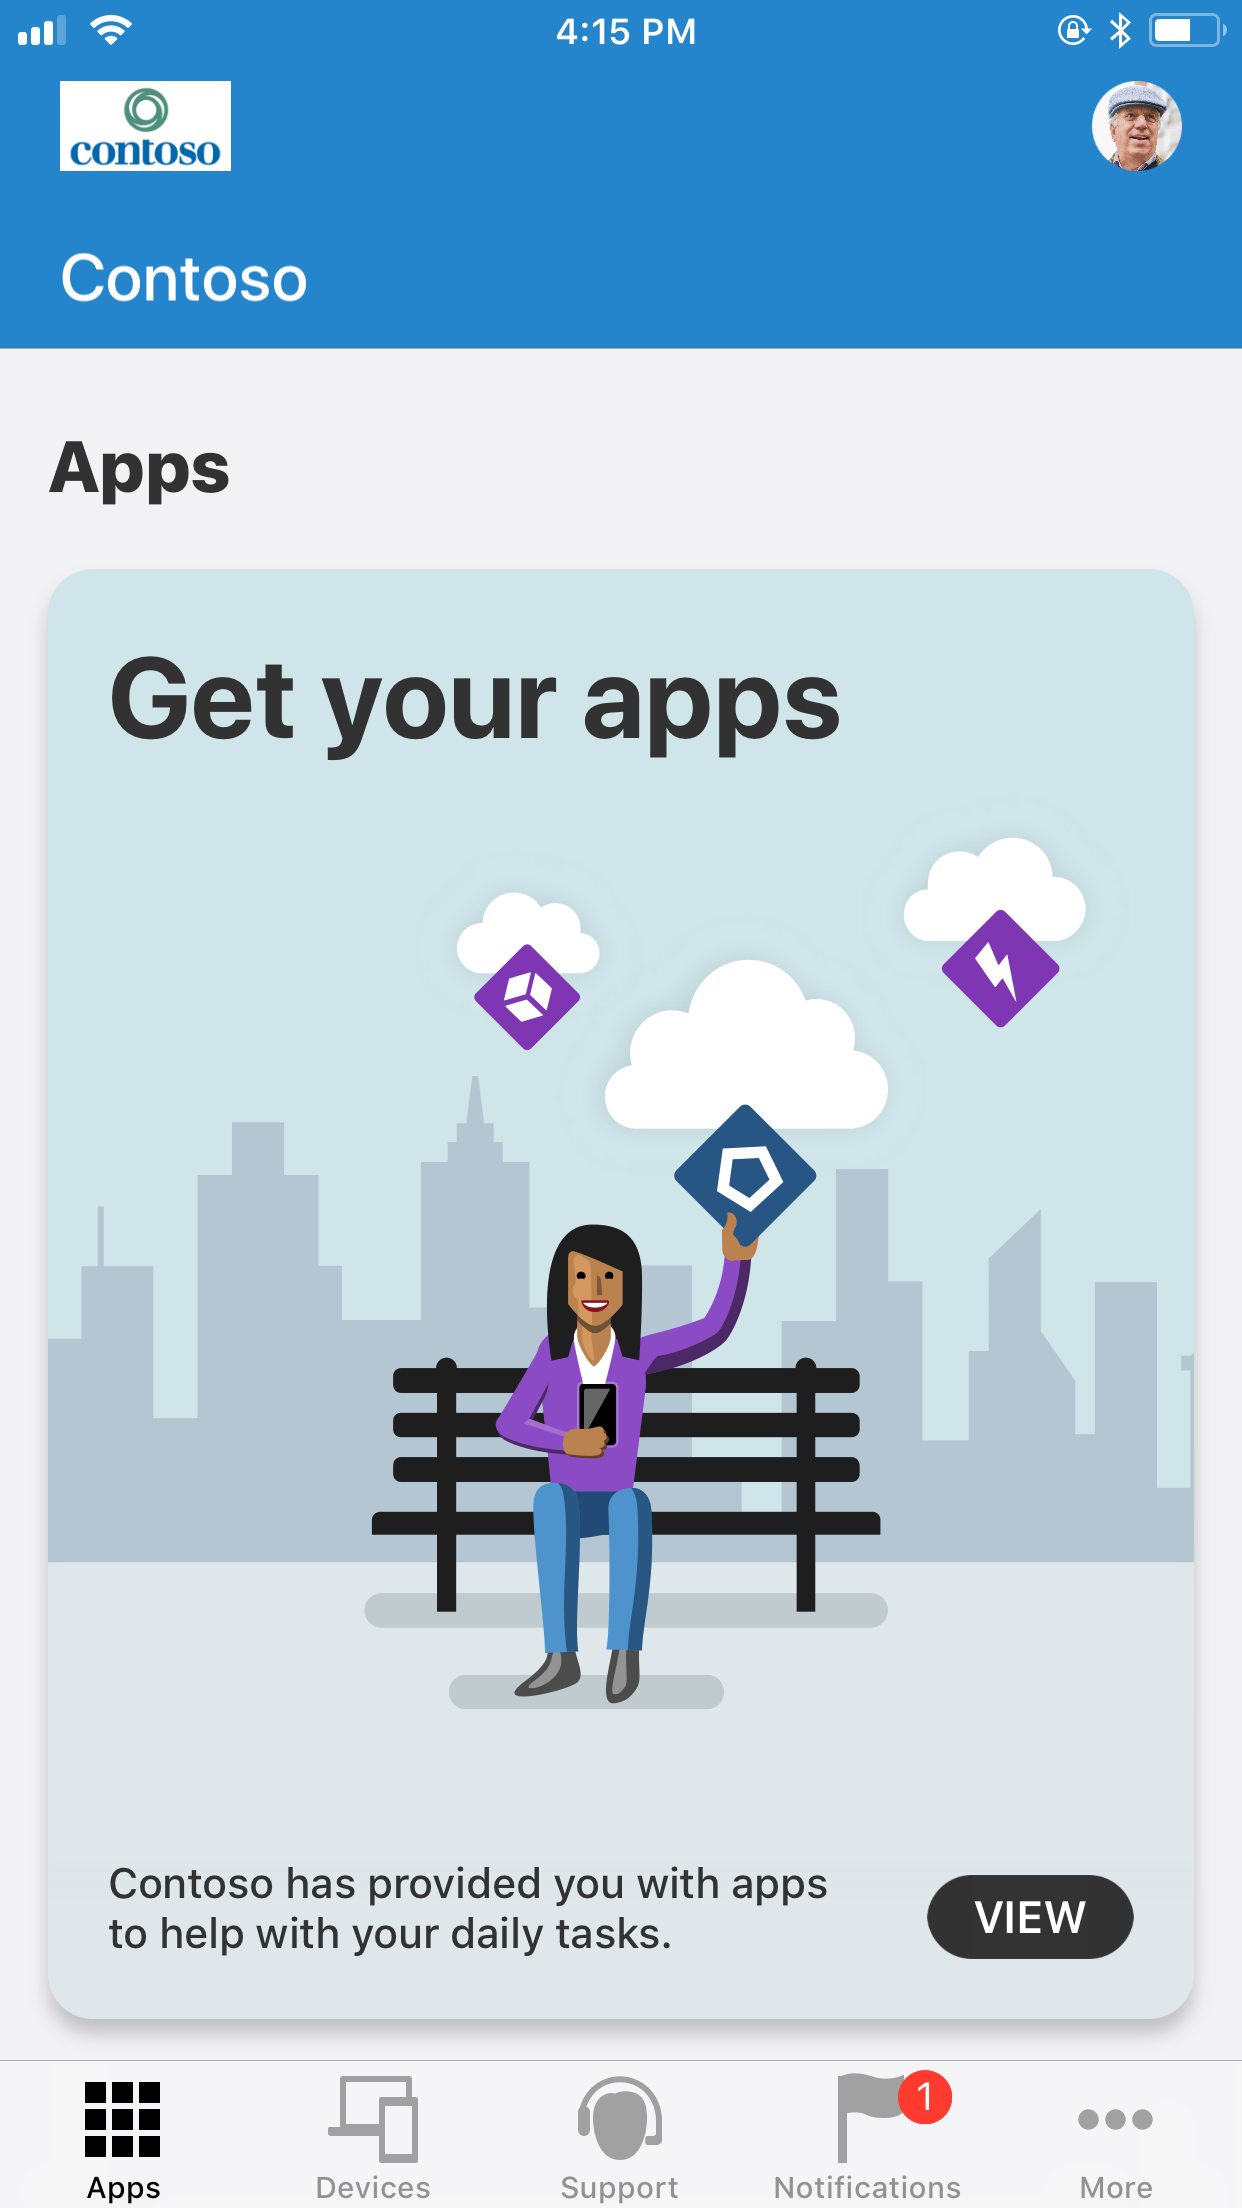 4:15 PM
contoso
Contoso
Apps
Get your apps
Contoso has provided you with apps
to help with your daily tasks.
VIEW
1
Apps
Devices
Support
Notifications
More